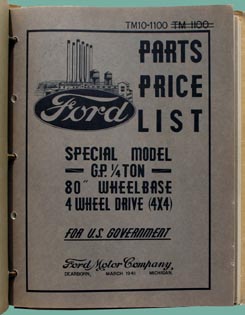 TM10-1100 TM 1100
PARTS
PRICE
LIST
Ford
SPECIAL MODEL
G.P. 1/4 TON
80" WHEELBASE
4 WHEEL DRIVE (4X4)
FOR U.S. GOVERNMENT
Ford Motor Company
DEARBORN, MARCH 1941 MICHIGAN.